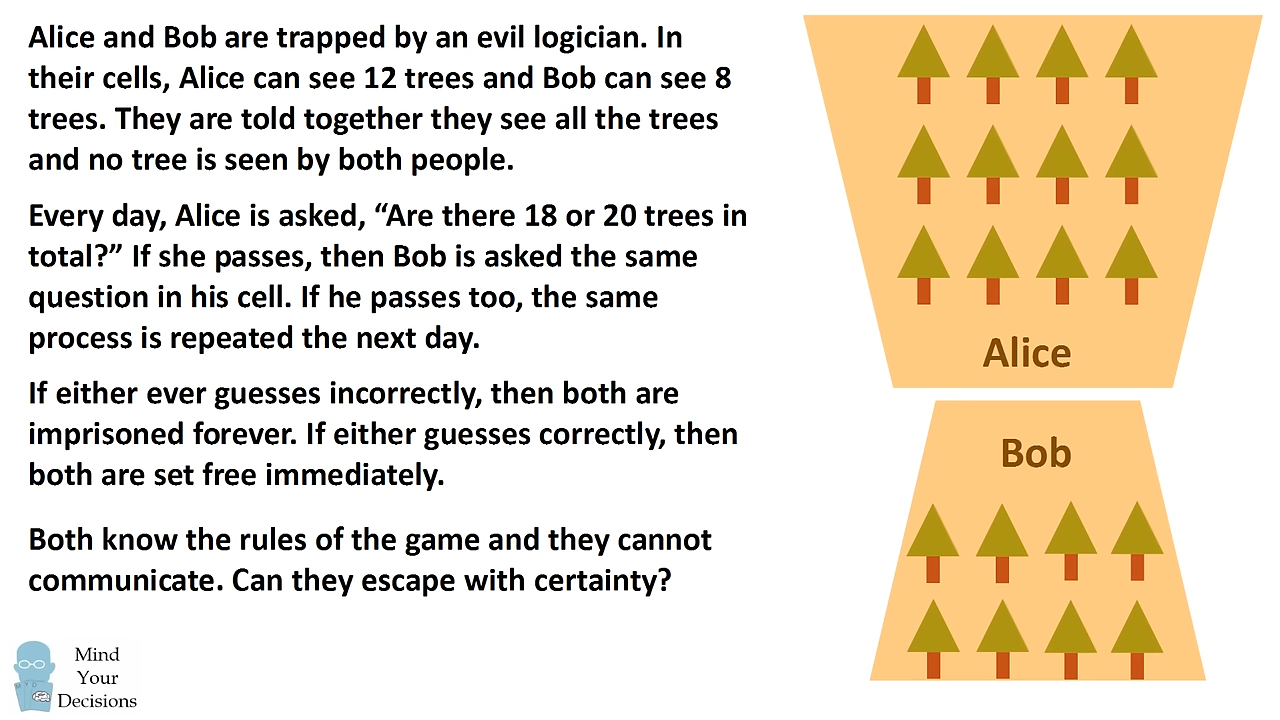 Alice and Bob are trapped by an evil logician. In
their cells, Alice can see 12 trees and Bob can see 8
trees. They are told together they see all the trees
and no tree is seen by both people.
Every day, Alice is asked, “Are there 18 or 20 trees in
total?” If she passes, then Bob is asked the same
question in his cell. If he passes too, the same
process is repeated the next day.
If either ever guesses incorrectly, then both are
imprisoned forever. If either guesses correctly, then
both are set free immediately.
Both know the rules of the game and they cannot
communicate. Can they escape with certainty?
Alice
Bob
Mind
Your
Decisions